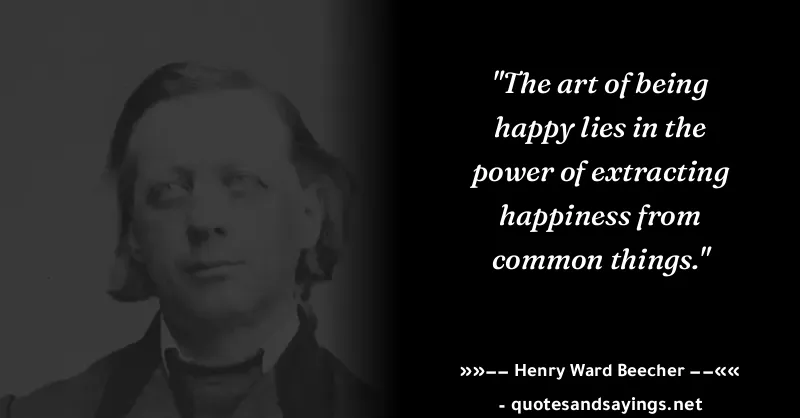 "The art of being
happy lies in the
power of extracting
happiness from
common things."
»»–– Henry Ward Beecher ––««
- quotesandsayings.net